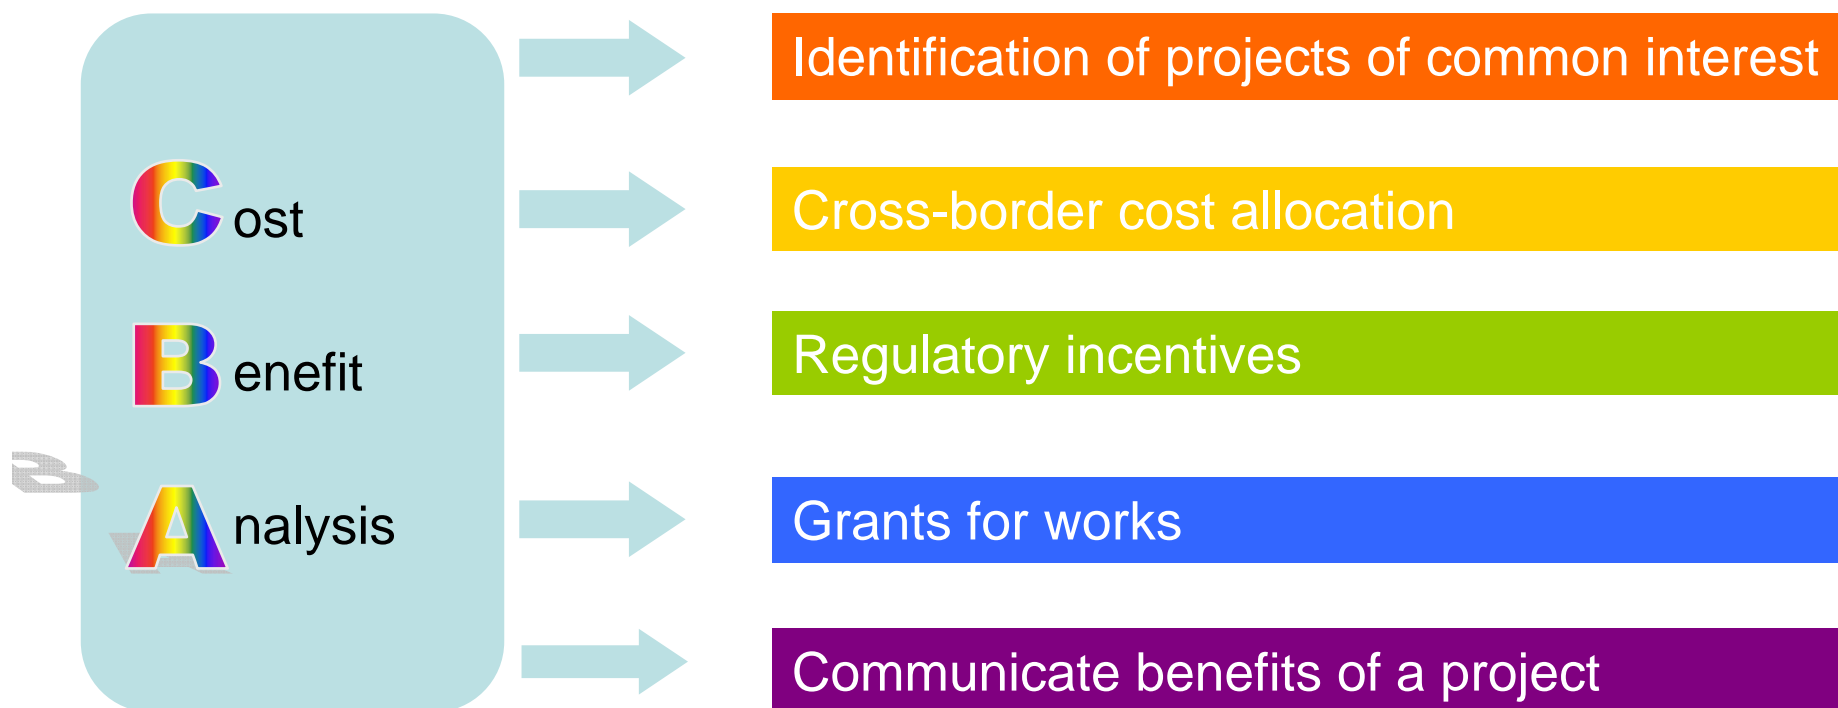 Cost
Benefit
Analysis
Identification of projects of common interest
Cross-border cost allocation
Regulatory incentives
Grants for works
Communicate benefits of a project